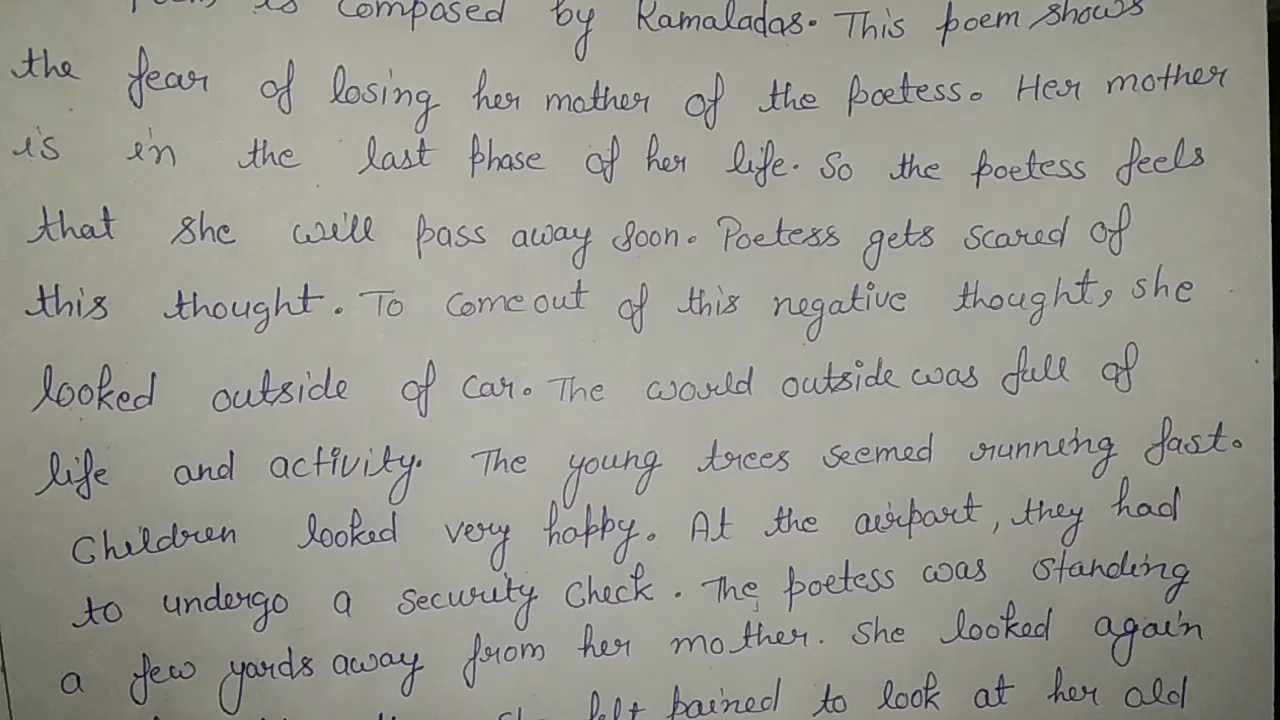 is composed by Kamaladas. This poem shows
the fear of losing her mother of the poetess. Her mother
is in the last phase of her life. So the poetess feels
that she will pass away soon. Poetess gets scared of
this thought. To come out of this negative thought, she
looked outside of car. The world outside was full of
life and activity. The young trees seemed running fast.
Children looked very happy. At the airport, they had
to undergo a security check. The poetess was standing
a few yards away from her mother. She looked again
felt pained to look at her old